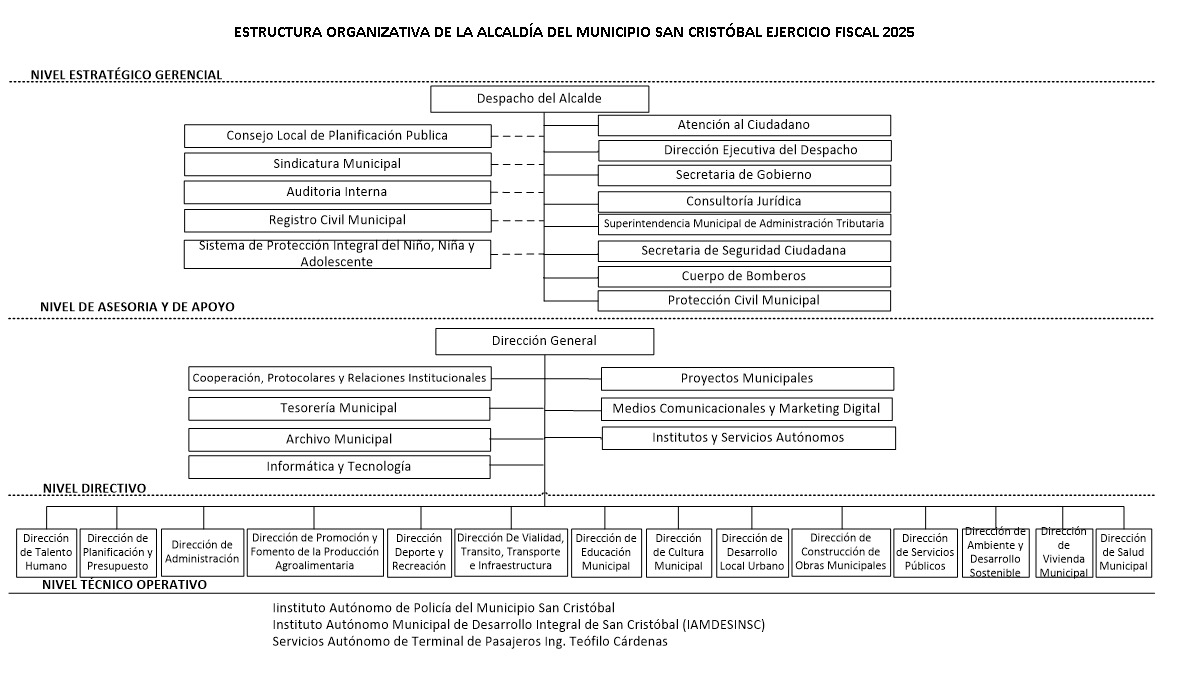 ESTRUCTURA ORGANIZATIVA DE LA ALCALDÍA DEL MUNICIPIO SAN CRISTÓBAL EJERCICIO FISCAL 2025
NIVEL ESTRATÉGICO GERENCIAL
Despacho del Alcalde
Consejo Local de Planificación Publica
Sindicatura Municipal
Auditoria Interna
Registro Civil Municipal
Sistema de Protección Integral del Niño, Niña y
Adolescente
Atención al Ciudadano
Dirección Ejecutiva del Despacho
Secretaria de Gobierno
Consultoría Jurídica
Superintendencia Municipal de Administración Tributaria
Secretaria de Seguridad Ciudadana
Cuerpo de Bomberos
Protección Civil Municipal
NIVEL DE ASESORIA Y DE APOYO
Dirección General
Cooperación, Protocolares y Relaciones Institucionales
Tesorería Municipal
Archivo Municipal
Informática y Tecnología
Proyectos Municipales
Medios Comunicacionales y Marketing Digital
Institutos y Servicios Autónomos
NIVEL DIRECTIVO
Dirección
de Talento
Humano
Dirección de
Planificación y
Presupuesto
Dirección de
Administración
Dirección de Promoción y
Fomento de la Producción
Agroalimentaria
Dirección
Deporte y
Recreación
Dirección De Vialidad,
Transito, Transporte
e Infraestructura
Dirección de
Educación
Municipal
Dirección
de Cultura
Municipal
Dirección de
Desarrollo
Local Urbano
Dirección de
Construcción de
Obras Municipales
Dirección
de Servicios
Públicos
Dirección de
Ambiente y
Desarrollo
Sostenible
Dirección
de
Vivienda
Municipal
Dirección
de Salud
Municipal
NIVEL TÉCNICO OPERATIVO
Iinstituto Autónomo de Policía del Municipio San Cristóbal
Instituto Autónomo Municipal de Desarrollo Integral de San Cristóbal (IAMDESINSC)
Servicios Autónomo de Terminal de Pasajeros Ing. Teófilo Cárdenas